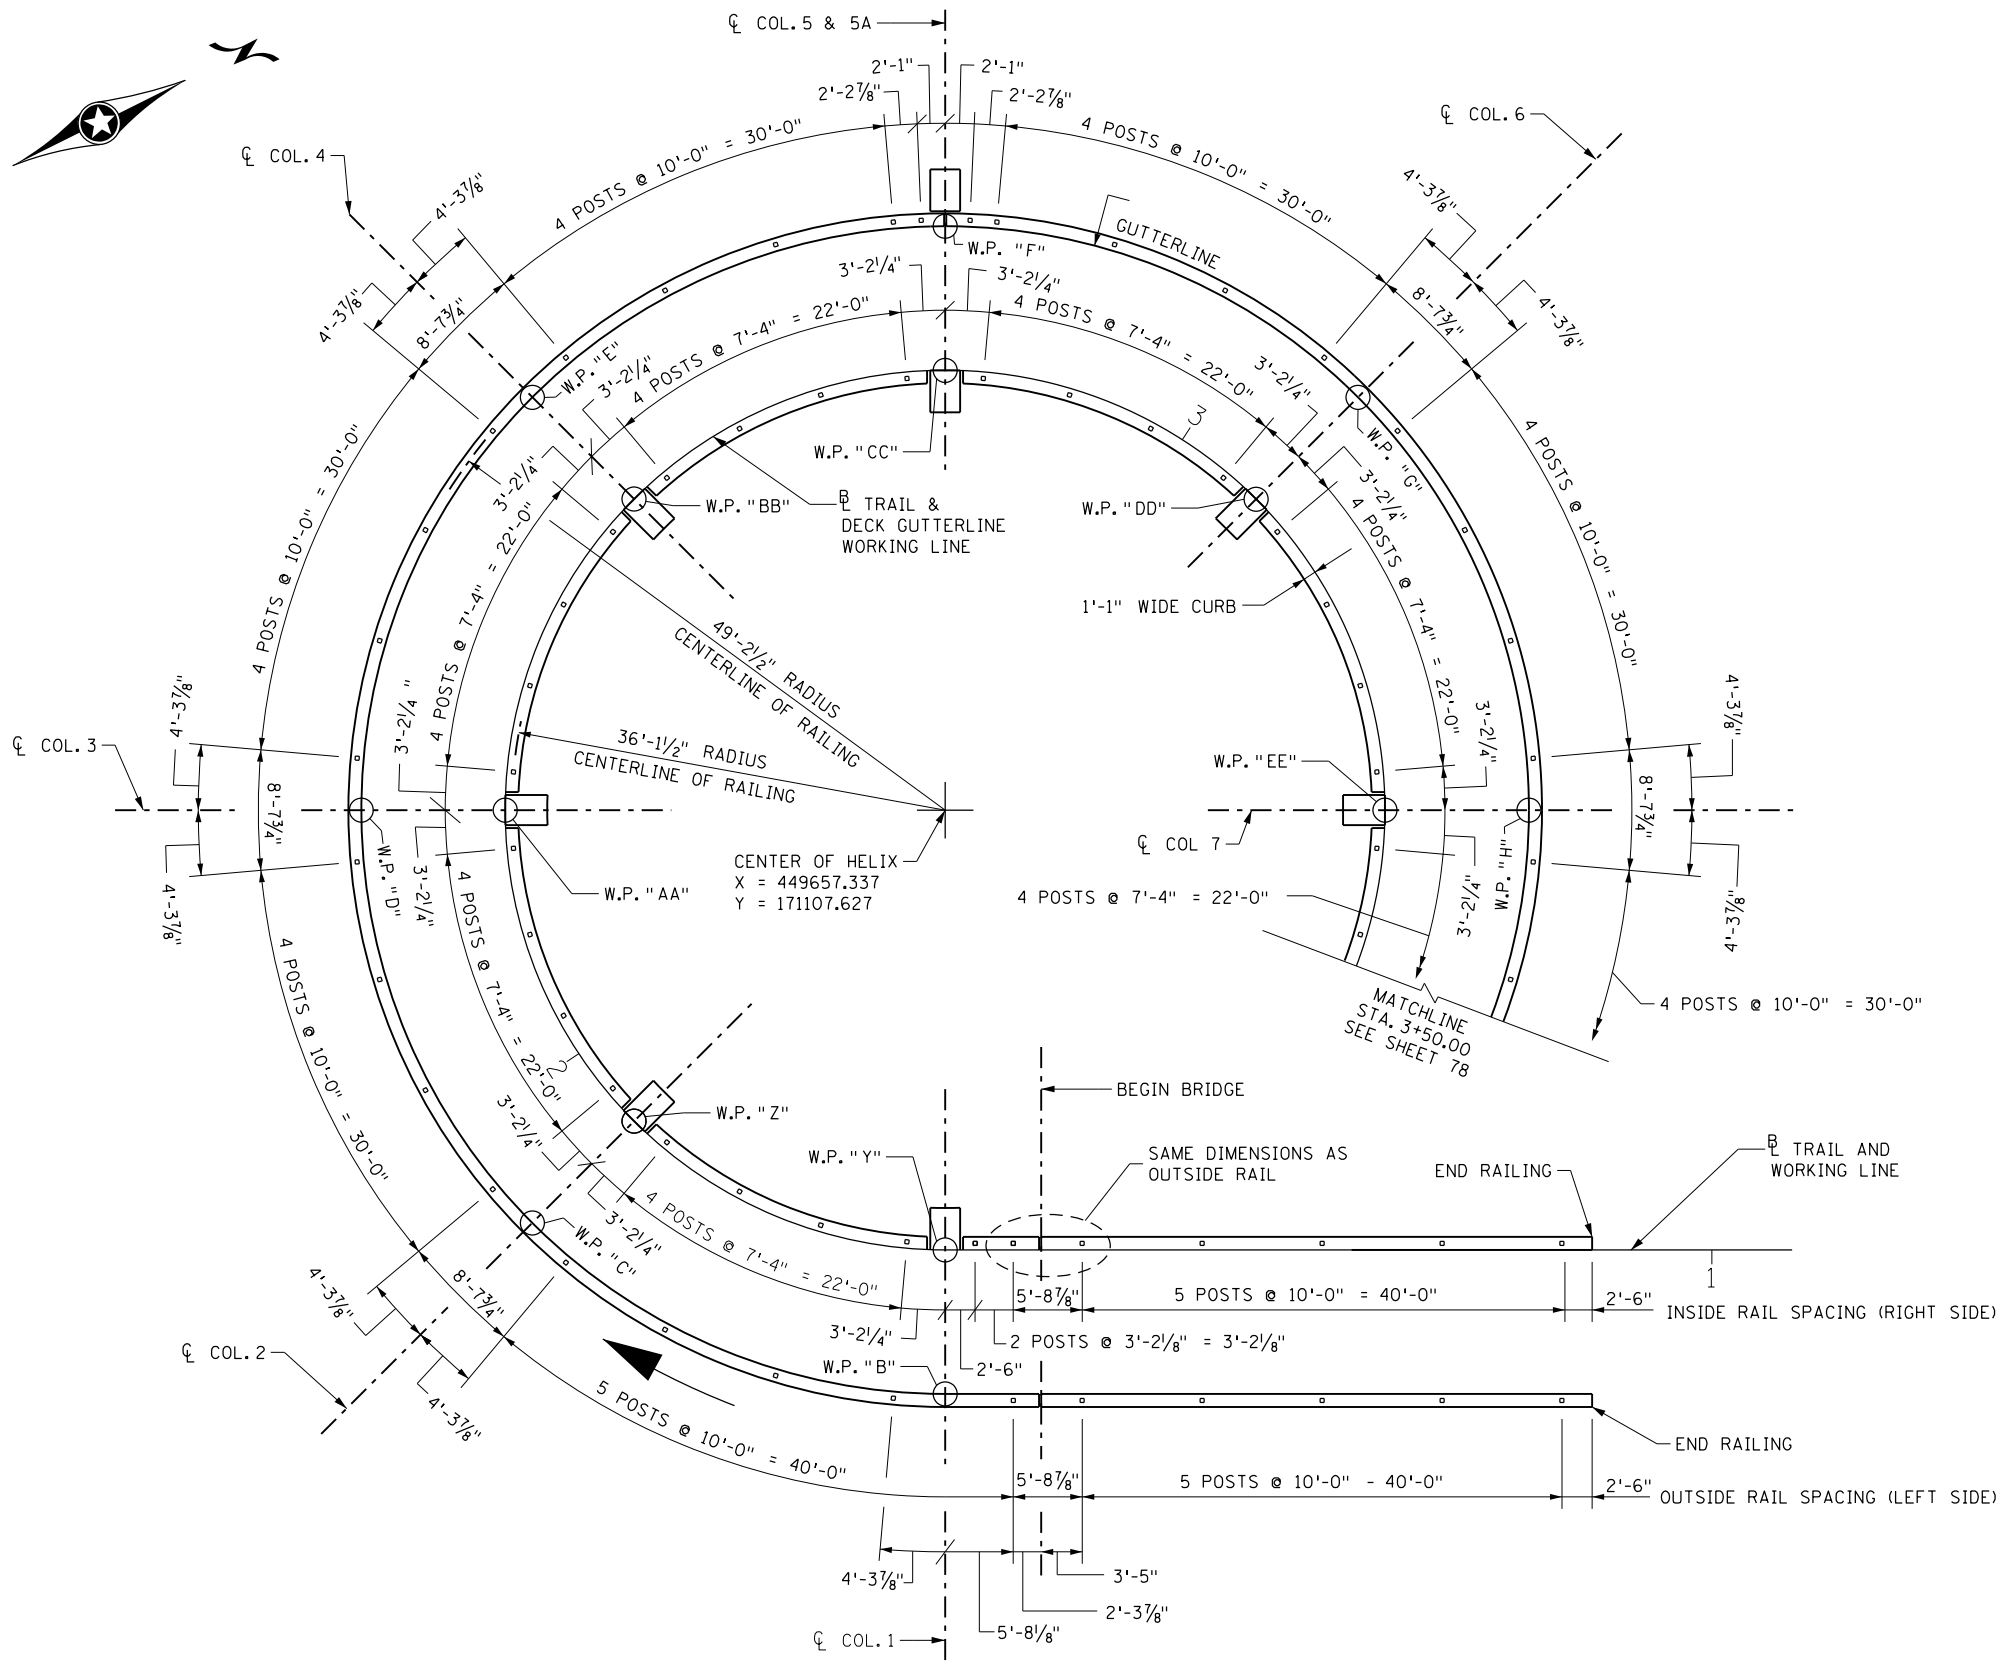 ℄ COL.5 & 5A
2'-1"
2'-1"
2'-2⅞"
2'-2⅞"
℄ COL.6
℄ COL.4
4 POSTS @ 10'-0" = 30'-0"
4 POSTS @ 10'-0" = 30'-0"
4'-3⅞"
4'-3⅞"
4'-3⅞"
4'-3⅞"
8'-7¾"
8'-7¾"
GUTTERLINE
W.P. "F"
3'-2¼"
3'-2¼"
4 POSTS @ 7'-4" = 22'-0"
4 POSTS @ 7'-4" = 22'-0"
W.P. "E"
3'-2¼"
3'-2¼"
3'-2¼"
3'-2¼"
W.P. "CC"
3
W.P. "G"
W.P. "BB"
℄ TRAIL &
DECK GUTTERLINE
WORKING LINE
W.P. "DD"
4 POSTS @ 10'-0" = 30'-0"
4 POSTS @ 10'-0" = 30'-0"
4 POSTS @ 7'-4" = 22'-0"
4 POSTS @ 7'-4" = 22'-0"
1'-1" WIDE CURB
49'-2½" RADIUS
CENTERLINE OF RAILING
36'-1½" RADIUS
CENTERLINE OF RAILING
℄ COL.3
4'-3⅞"
8'-7¾"
4'-3⅞"
3'-2¼ "
3'-2¼"
W.P. "D"
W.P. "AA"
CENTER OF HELIX
X = 449657.337
Y = 171107.627
W.P. "EE"
℄ COL 7
3'-2¼"
3'-2¼"
W.P. "H"
4'-3⅞"
8'-7¾"
4'-3⅞"
4 POSTS @ 7'-4" = 22'-0"
4 POSTS @ 10'-0" = 30'-0"
MATCHLINE
STA. 3+50.00
SEE SHEET 78
4 POSTS @ 10'-0" = 30'-0"
4 POSTS @ 7'-4" = 22'-0"
2
3'-2¼"
3'-2¼"
W.P. "Z"
W.P. "C"
4 POSTS @ 7'-4" = 22'-0"
W.P. "Y"
BEGIN BRIDGE
SAME DIMENSIONS AS
OUTSIDE RAIL
END RAILING
℄ TRAIL AND
WORKING LINE
1
5'-8⅞"
5 POSTS @ 10'-0" = 40'-0"
2'-6"
INSIDE RAIL SPACING (RIGHT SIDE)
3'-2¼"
2 POSTS @ 3'-2⅛" = 3'-2⅛"
2'-6"
W.P. "B"
4'-3⅞"
8'-7¾"
4'-3⅞"
℄ COL.2
5 POSTS @ 10'-0" = 40'-0"
END RAILING
5'-8⅞"
5 POSTS @ 10'-0" - 40'-0"
2'-6"
OUTSIDE RAIL SPACING (LEFT SIDE)
4'-3⅞"
3'-5"
2'-3⅞"
5'-8⅛"
℄ COL.1